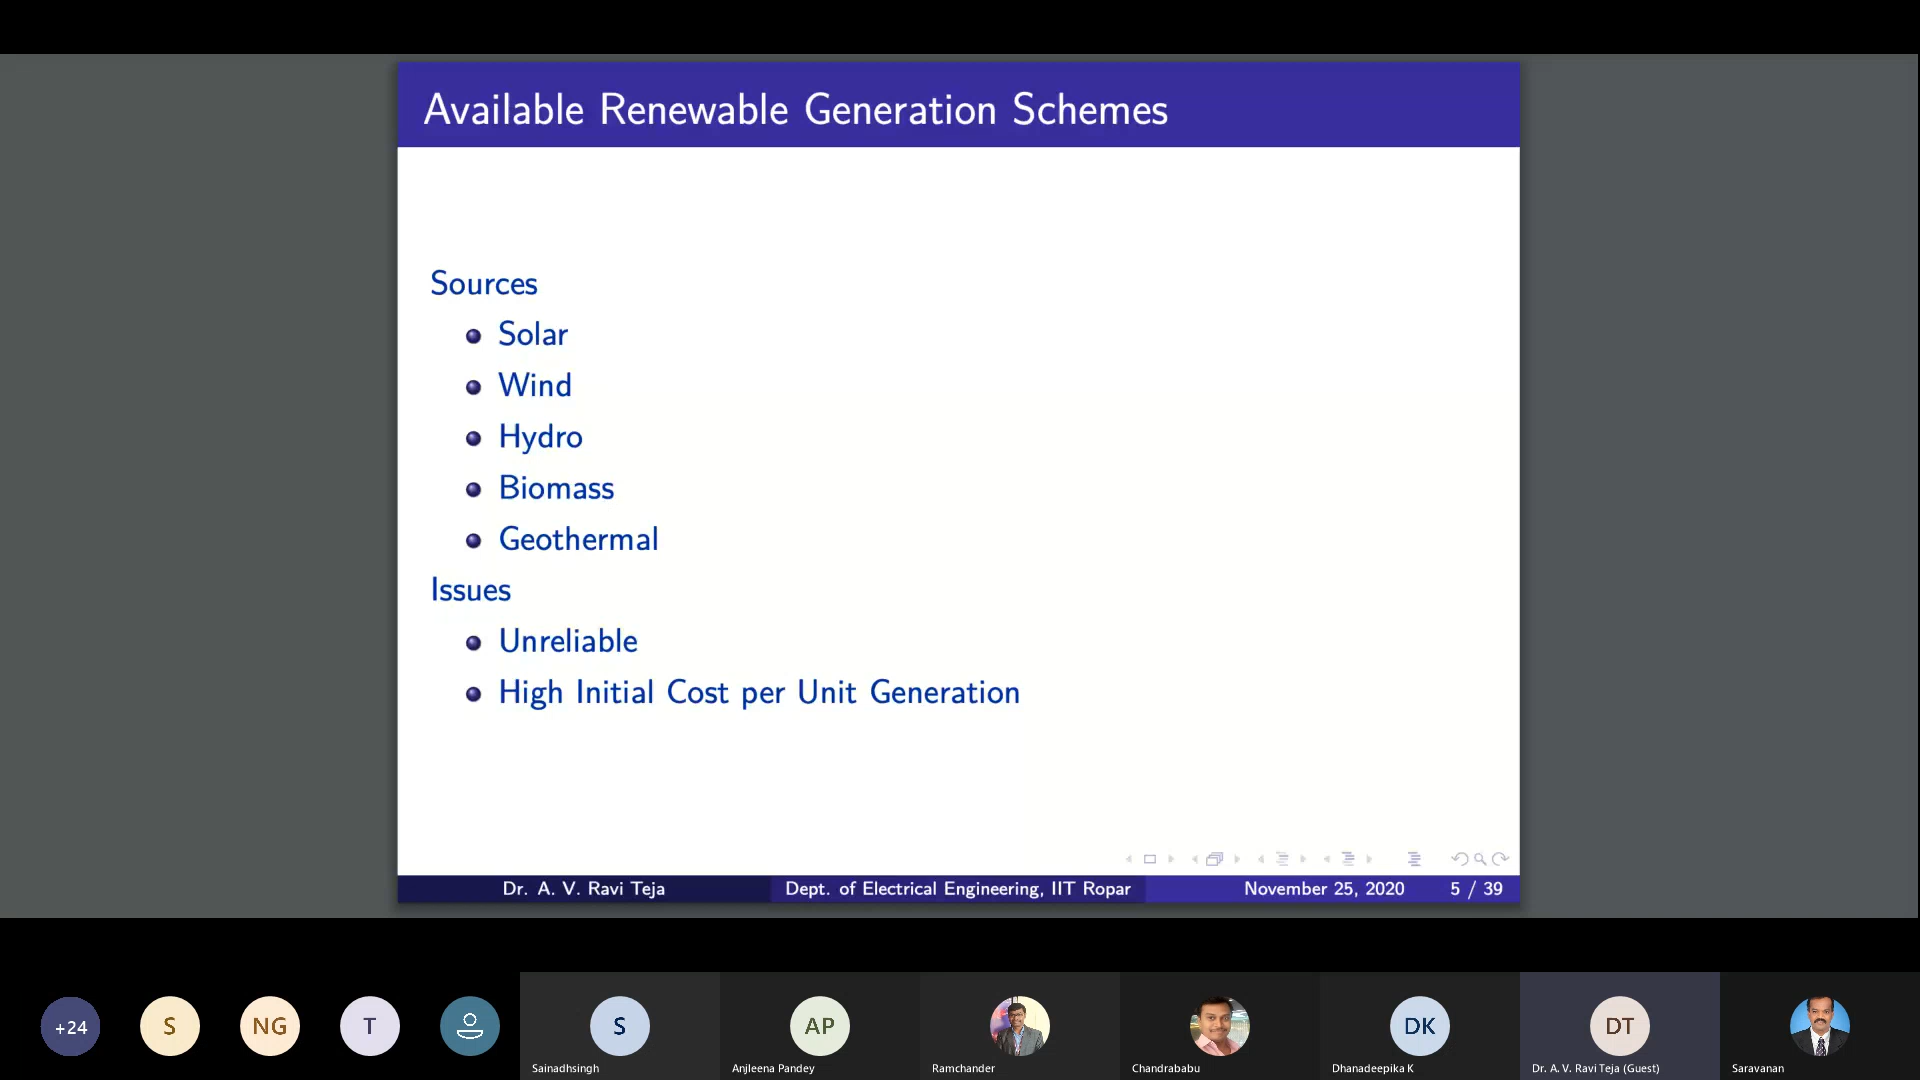 Available Renewable Generation Schemes
Sources
Solar
Wind
Hydro
Biomass
Geothermal
Issues
Unreliable
High Initial Cost per Unit Generation
Dr. A. V. Ravi Teja Dept. of Electrical Engineering, IIT Ropar November 25, 2020 5 / 39
+24 S NG T S AP DK DT
Sainadhsingh Anjleena Pandey Ramchander Chandrababu Dhanadeepika K Dr. A. V. Ravi Teja (Guest) Saravanan